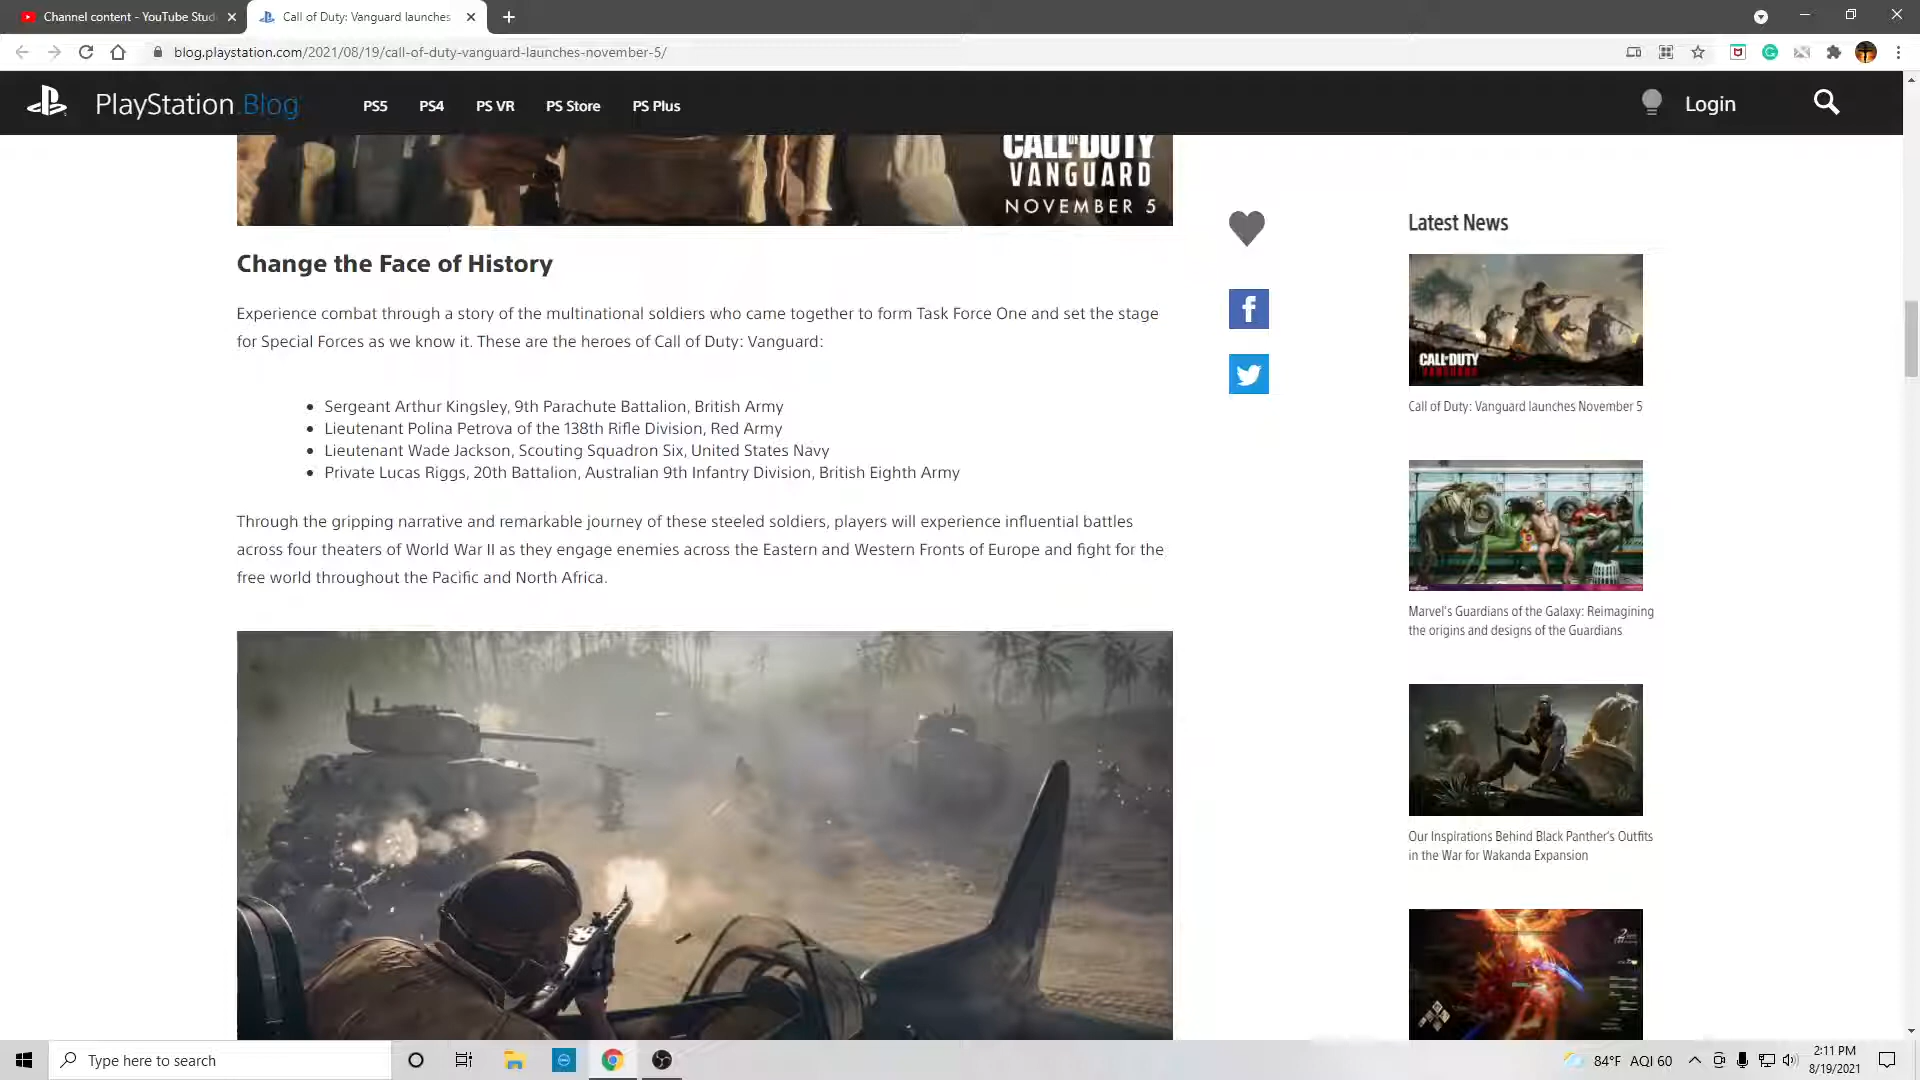 Channel content - YouTube Stud
Call of Duty: Vanguard launches
blog.playstation.com/2021/08/19/call-of-duty-vanguard-launches-november-5/
PlayStation.Blog
PS5
PS4
PS VR
PS Store
PS Plus
Login
CALL OF DUTY
VANGUARD
NOVEMBER 5
Change the Face of History
Experience combat through a story of the multinational soldiers who came together to form Task Force One and set the stage
for Special Forces as we know it. These are the heroes of Call of Duty: Vanguard:
• Sergeant Arthur Kingsley, 9th Parachute Battalion, British Army
• Lieutenant Polina Petrova of the 138th Rifle Division, Red Army
• Lieutenant Wade Jackson, Scouting Squadron Six, United States Navy
• Private Lucas Riggs, 20th Battalion, Australian 9th Infantry Division, British Eighth Army
Through the gripping narrative and remarkable journey of these steeled soldiers, players will experience influential battles
across four theaters of World War II as they engage enemies across the Eastern and Western Fronts of Europe and fight for the
free world throughout the Pacific and North Africa.
Latest News
CALL OF DUTY
VANGUARD
Call of Duty: Vanguard launches November 5
Marvel's Guardians of the Galaxy: Reimagining
the origins and designs of the Guardians
Our Inspirations Behind Black Panther's Outfits
in the War for Wakanda Expansion
Type here to search
84°F AQI 60
2:11 PM
8/19/2021